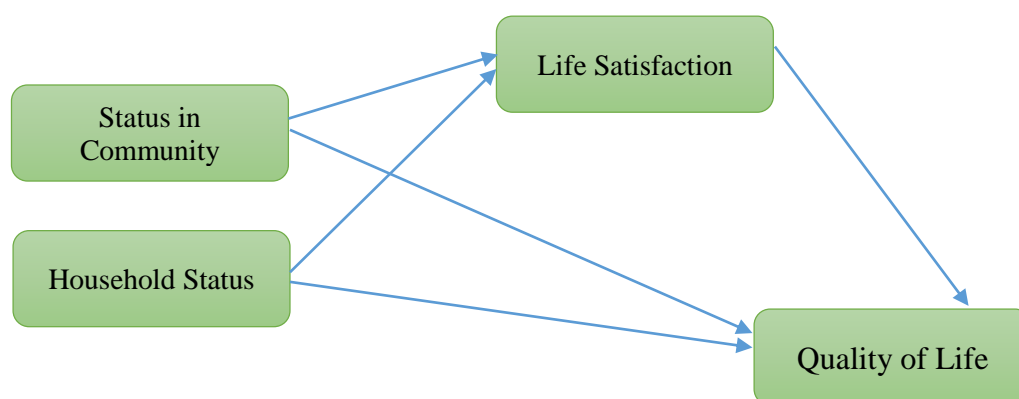 Life Satisfaction
Status in
Community
Household Status
Quality of Life